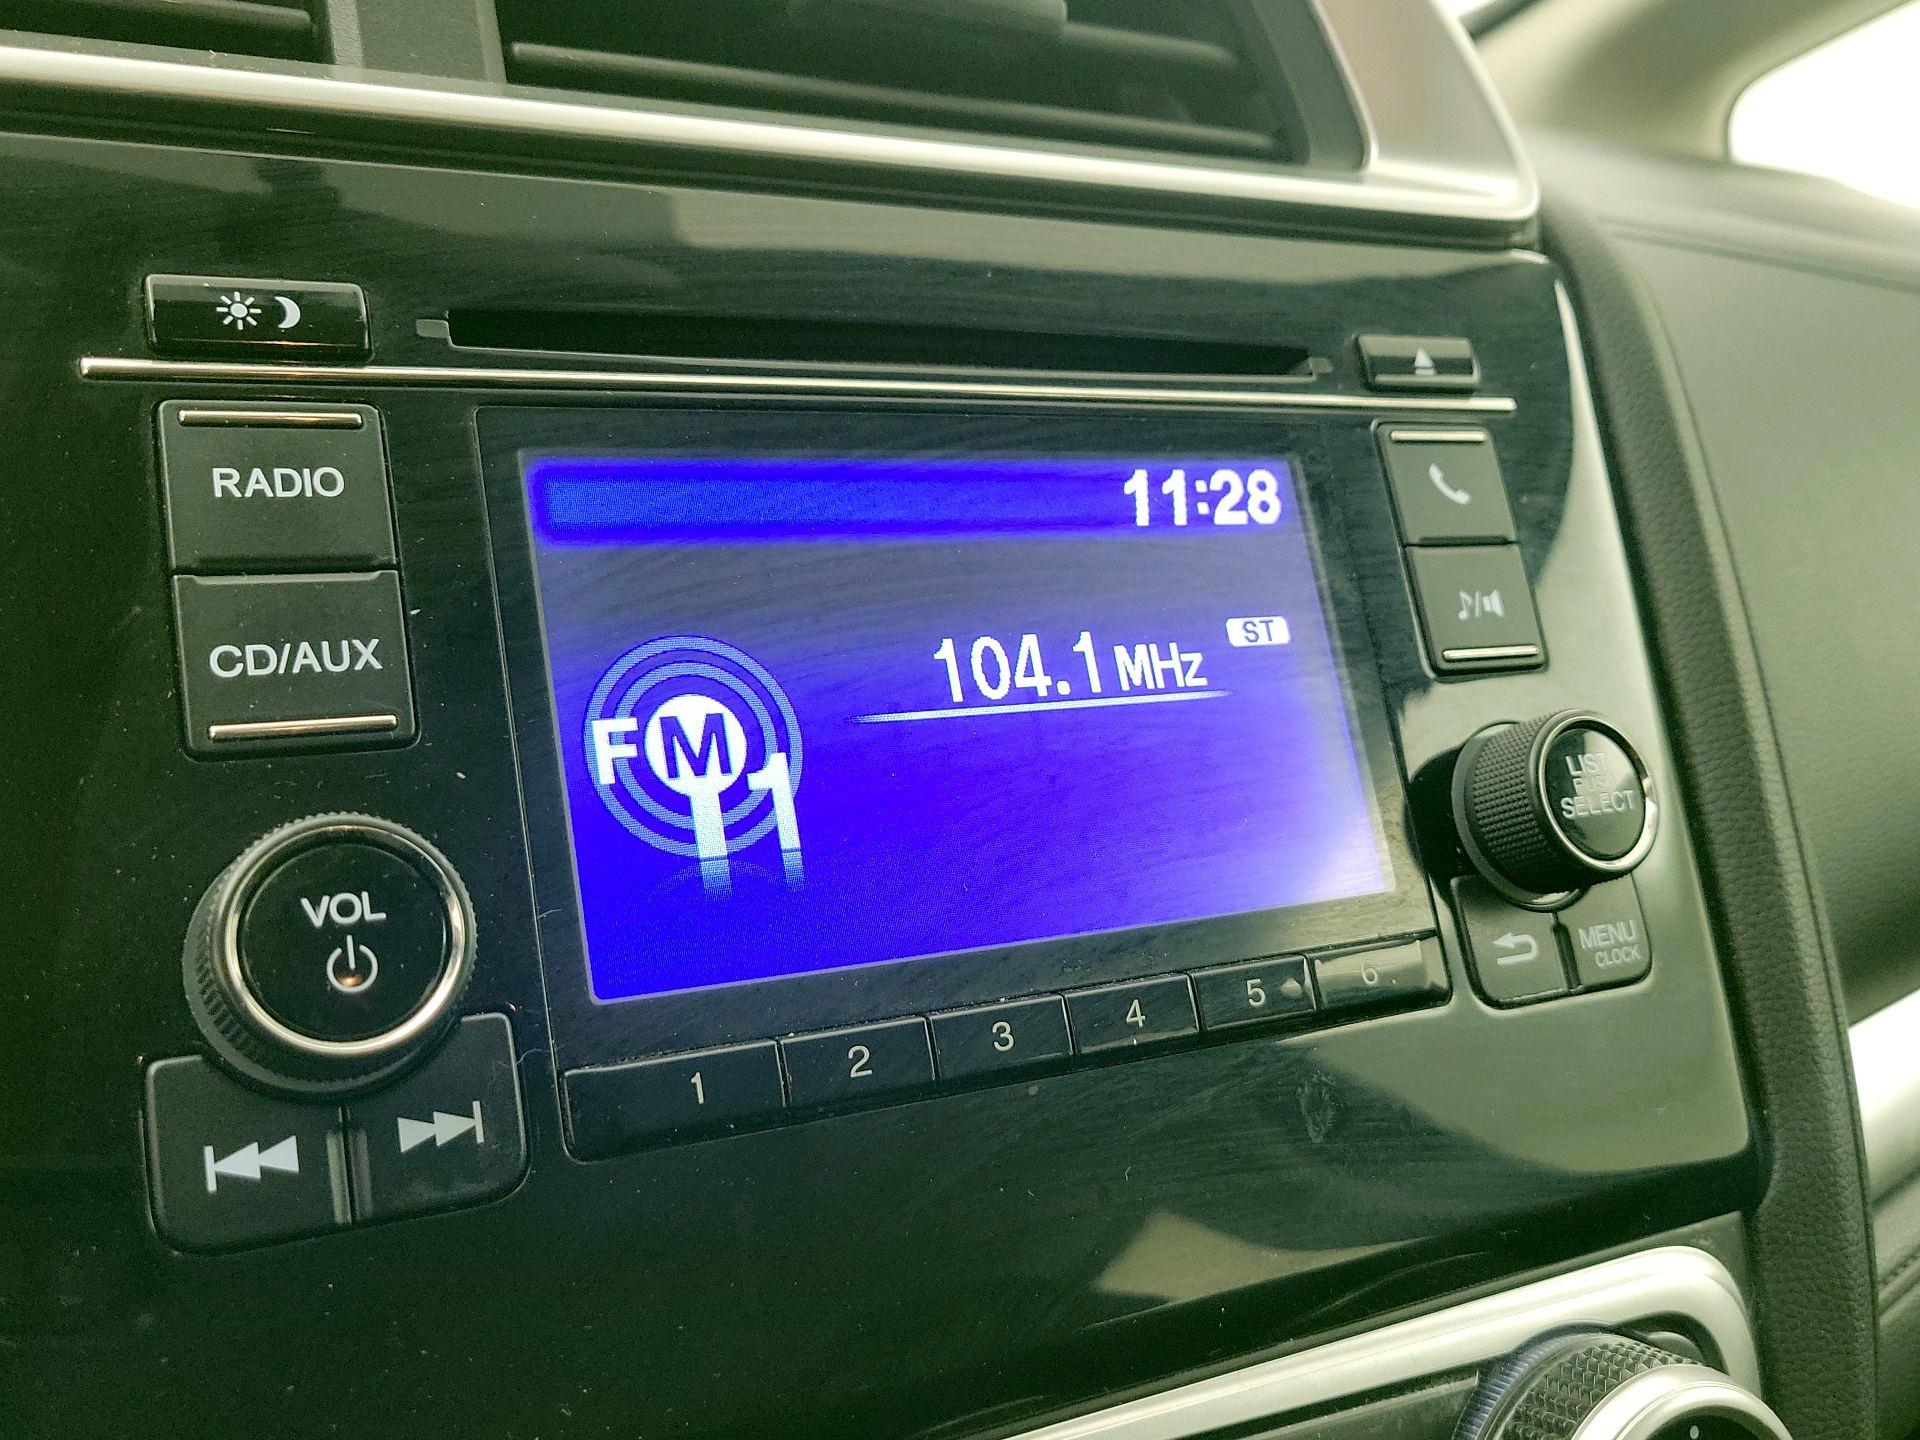 11:28
RADIO
104.1 MHz ST
CD/AUX
FM 1
LIST
PUSH
SELECT
VOL
MENU
CLOCK
1 2 3 4 5 6